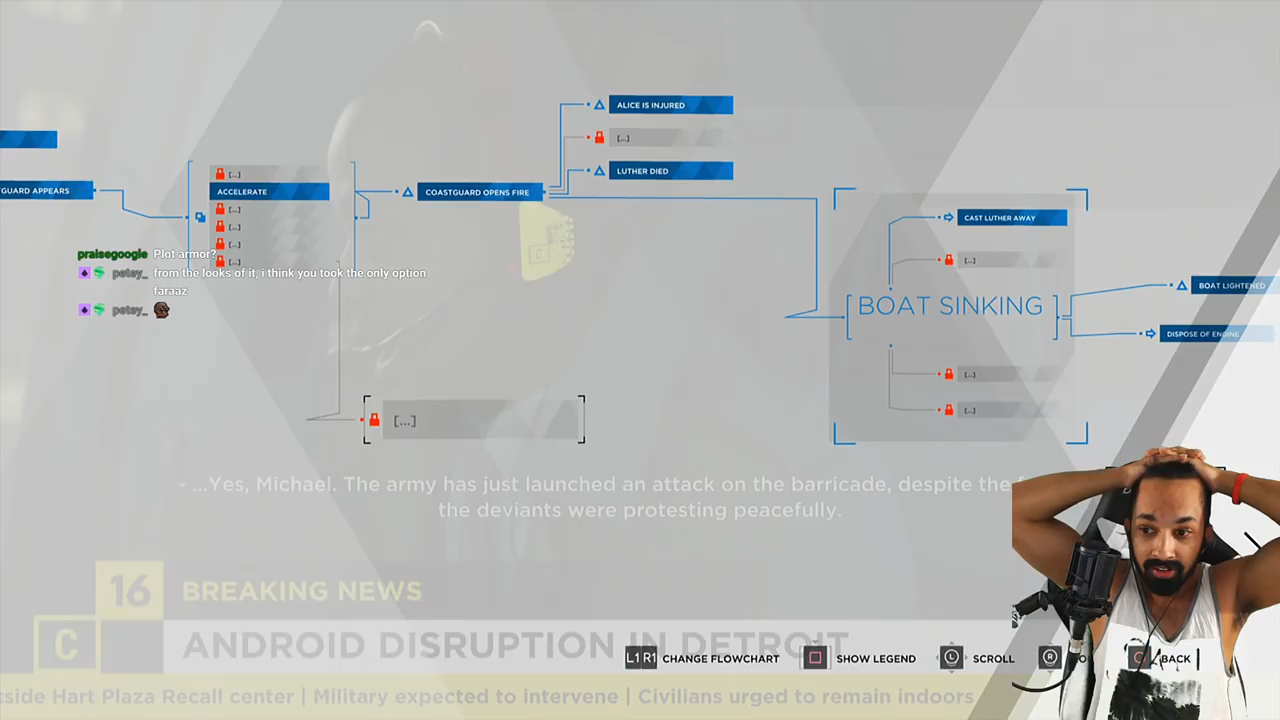 ALICE IS INJURED
[...]
LUTHER DIED
[...]
GUARD APPEARS
ACCELERATE
[...]
[...]
[...]
[...]
COASTGUARD OPENS FIRE
CAST LUTHER AWAY
[...]
BOAT SINKING
[...]
[...]
BOAT LIGHTENED
DISPOSE OF ENGINE
[...]
praisegoogle Plot armor?
petey_ from the looks of it, i think you took the only option
faraaz
petey_
- ...Yes, Michael. The army has just launched an attack on the barricade, despite the
the deviants were protesting peacefully.
16 BREAKING NEWS
C ANDROID DISRUPTION IN DETROIT
L1 R1 CHANGE FLOWCHART SHOW LEGEND L SCROLL R BACK
side Hart Plaza Recall center | Military expected to intervene | Civilians urged to remain indoors